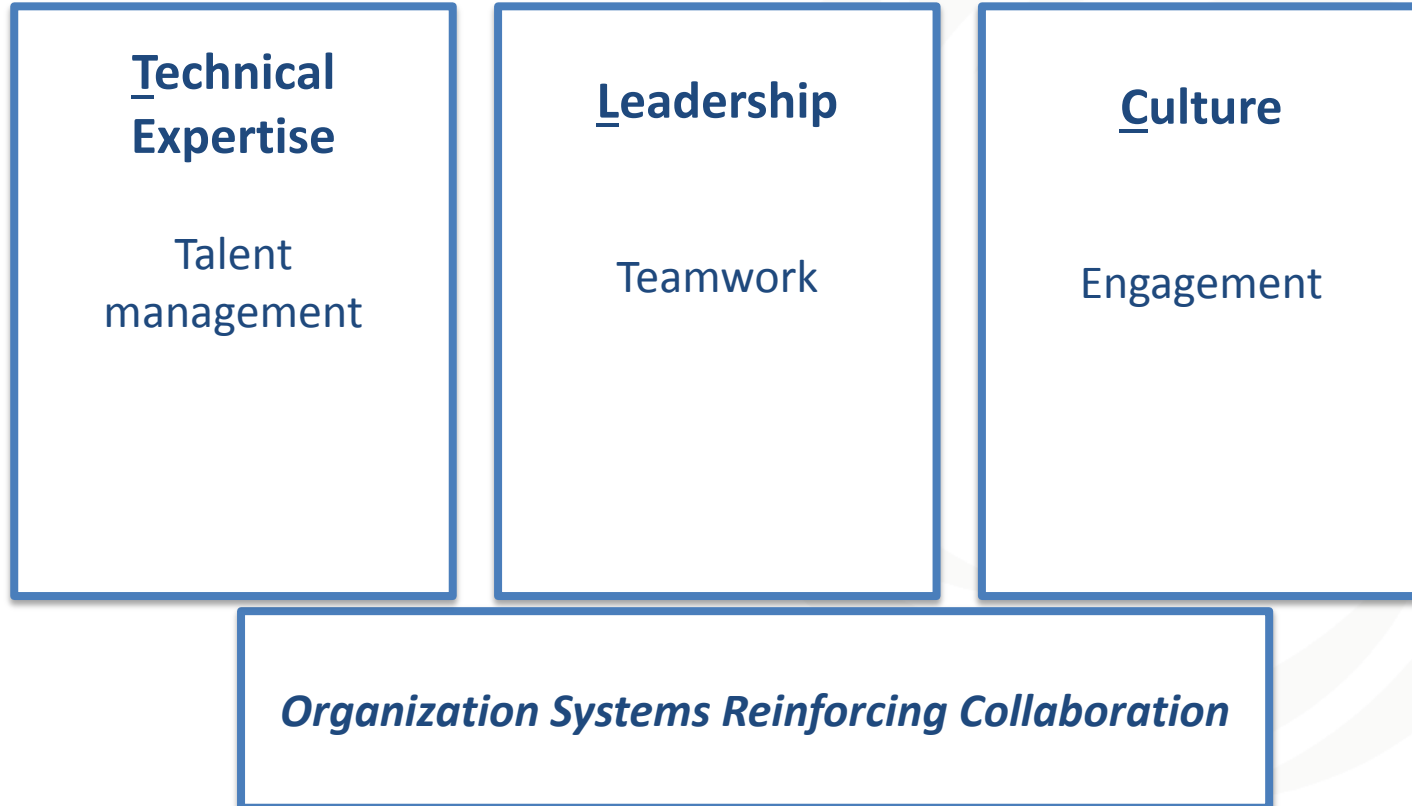 Technical
Expertise
Talent
management
Leadership
Teamwork
Culture
Engagement
Organization Systems Reinforcing Collaboration